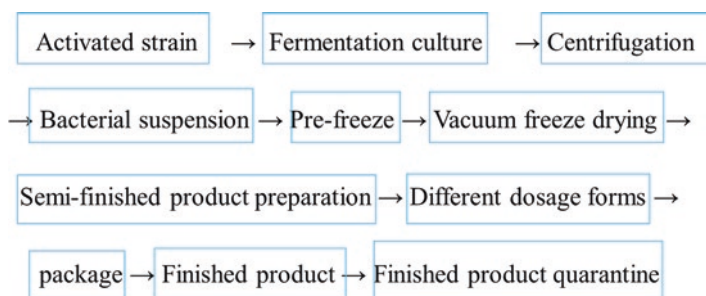 Activated strain → Fermentation culture → Centrifugation
→ Bacterial suspension → Pre-freeze → Vacuum freeze drying →
Semi-finished product preparation → Different dosage forms →
package → Finished product → Finished product quarantine